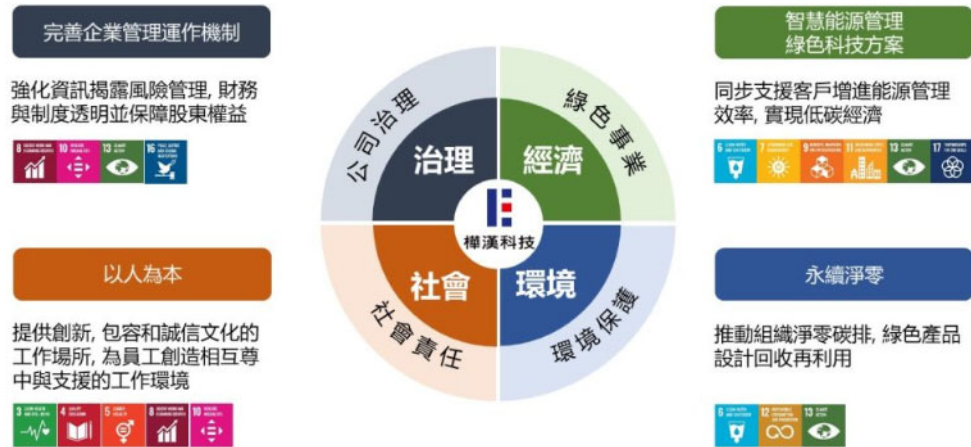 完善企業管理運作機制
強化資訊揭露風險管理, 財務
與制度透明並保障股東權益
8
10
13
16
公司治理
治理
綠色事業
經濟
樺漢科技
社會
社會責任
環境
環境保護
智慧能源管理
綠色科技方案
同步支援客戶增進能源管理
效率, 實現低碳經濟
6
7
9
11
13
17
以人為本
提供創新, 包容和誠信文化的
工作場所, 為員工創造相互尊
中與支援的工作環境
3
4
5
8
10
永續淨零
推動組織淨零碳排, 綠色產品
設計回收再利用
6
12
13